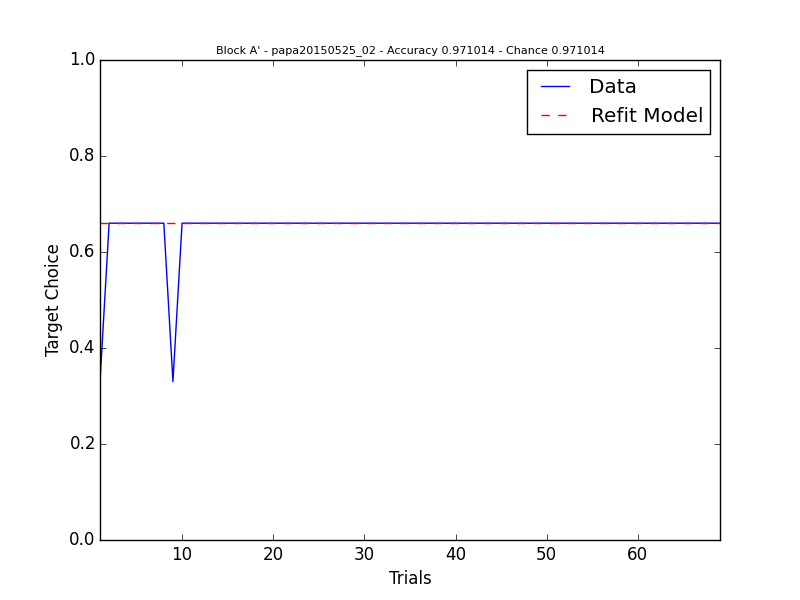 Block A' - papa20150525_02 - Accuracy 0.971014 - Chance 0.971014
1.0
0.8
0.6
0.4
0.2
0.0
Target Choice
Data
Refit Model
10 20 30 40 50 60
Trials